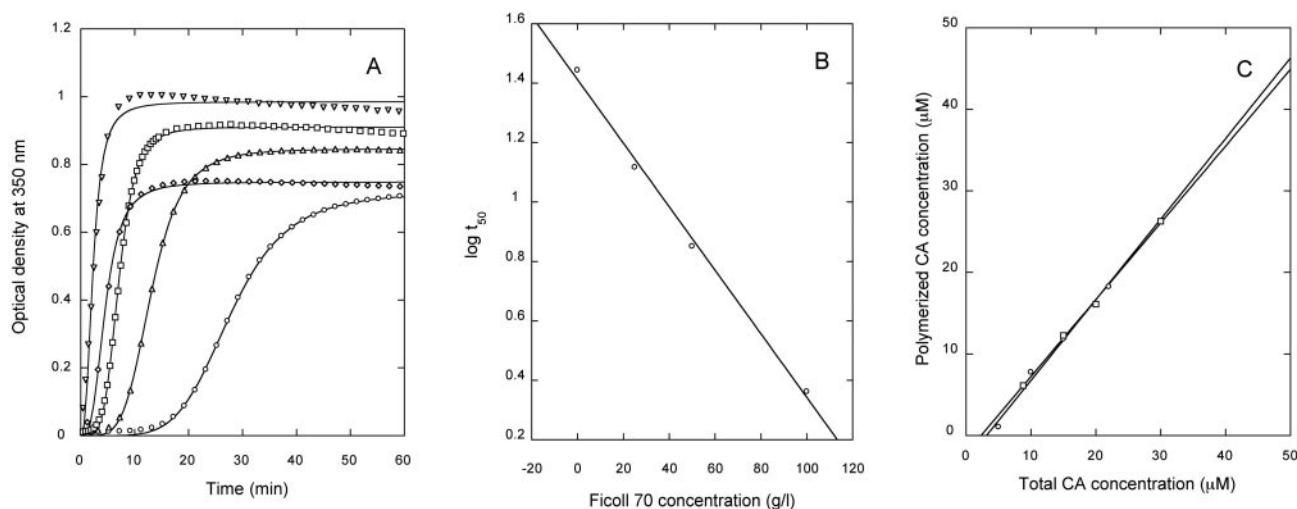 A
Optical density at 350 nm
1.2
1
0.8
0.6
0.4
0.2
0
0 10 20 30 40 50 60
Time (min)
B
log t50
1.6
1.4
1.2
1
0.8
0.6
0.4
0.2
-20 0 20 40 60 80 100 120
Ficoll 70 concentration (g/l)
C
Polymerized CA concentration (μM)
50
40
30
20
10
0
0 10 20 30 40 50
Total CA concentration (μM)